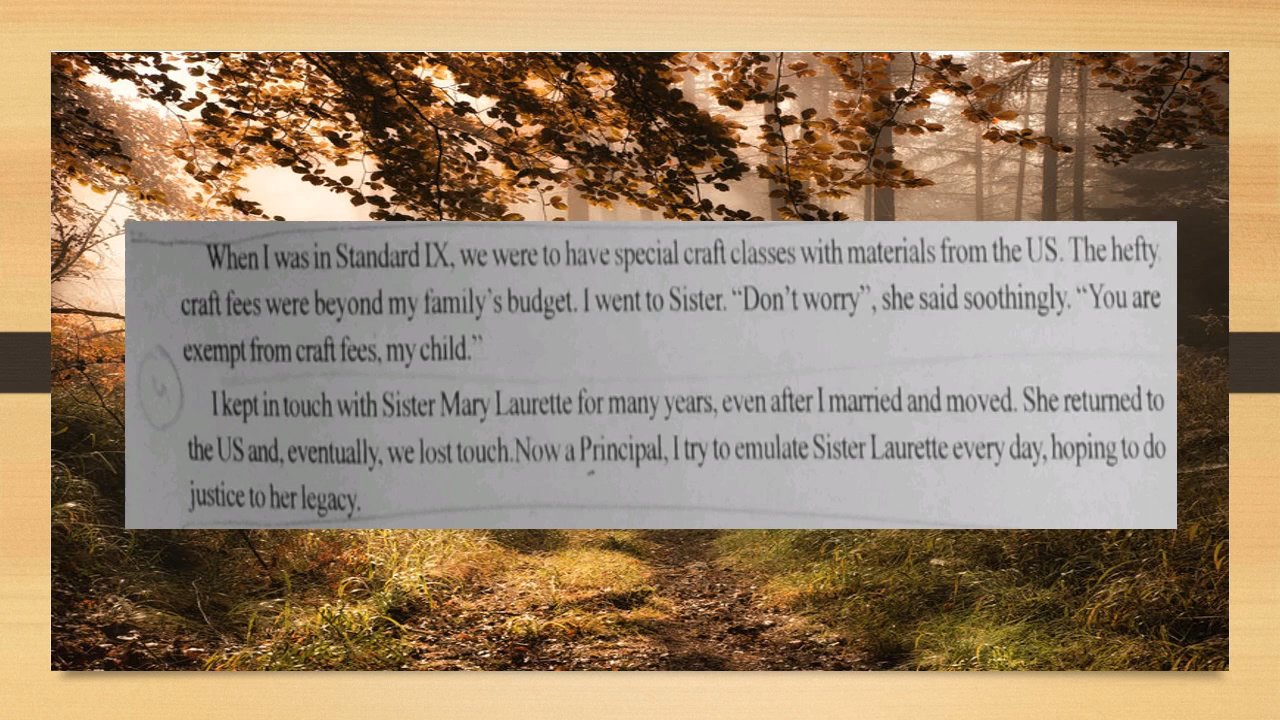 When I was in Standard IX, we were to have special craft classes with materials from the US. The hefty
craft fees were beyond my family's budget. I went to Sister. “Don't worry”, she said soothingly. “You are
exempt from craft fees, my child.”
I kept in touch with Sister Mary Laurette for many years, even after I married and moved. She returned to
the US and, eventually, we lost touch.Now a Principal, I try to emulate Sister Laurette every day, hoping to do
justice to her legacy.